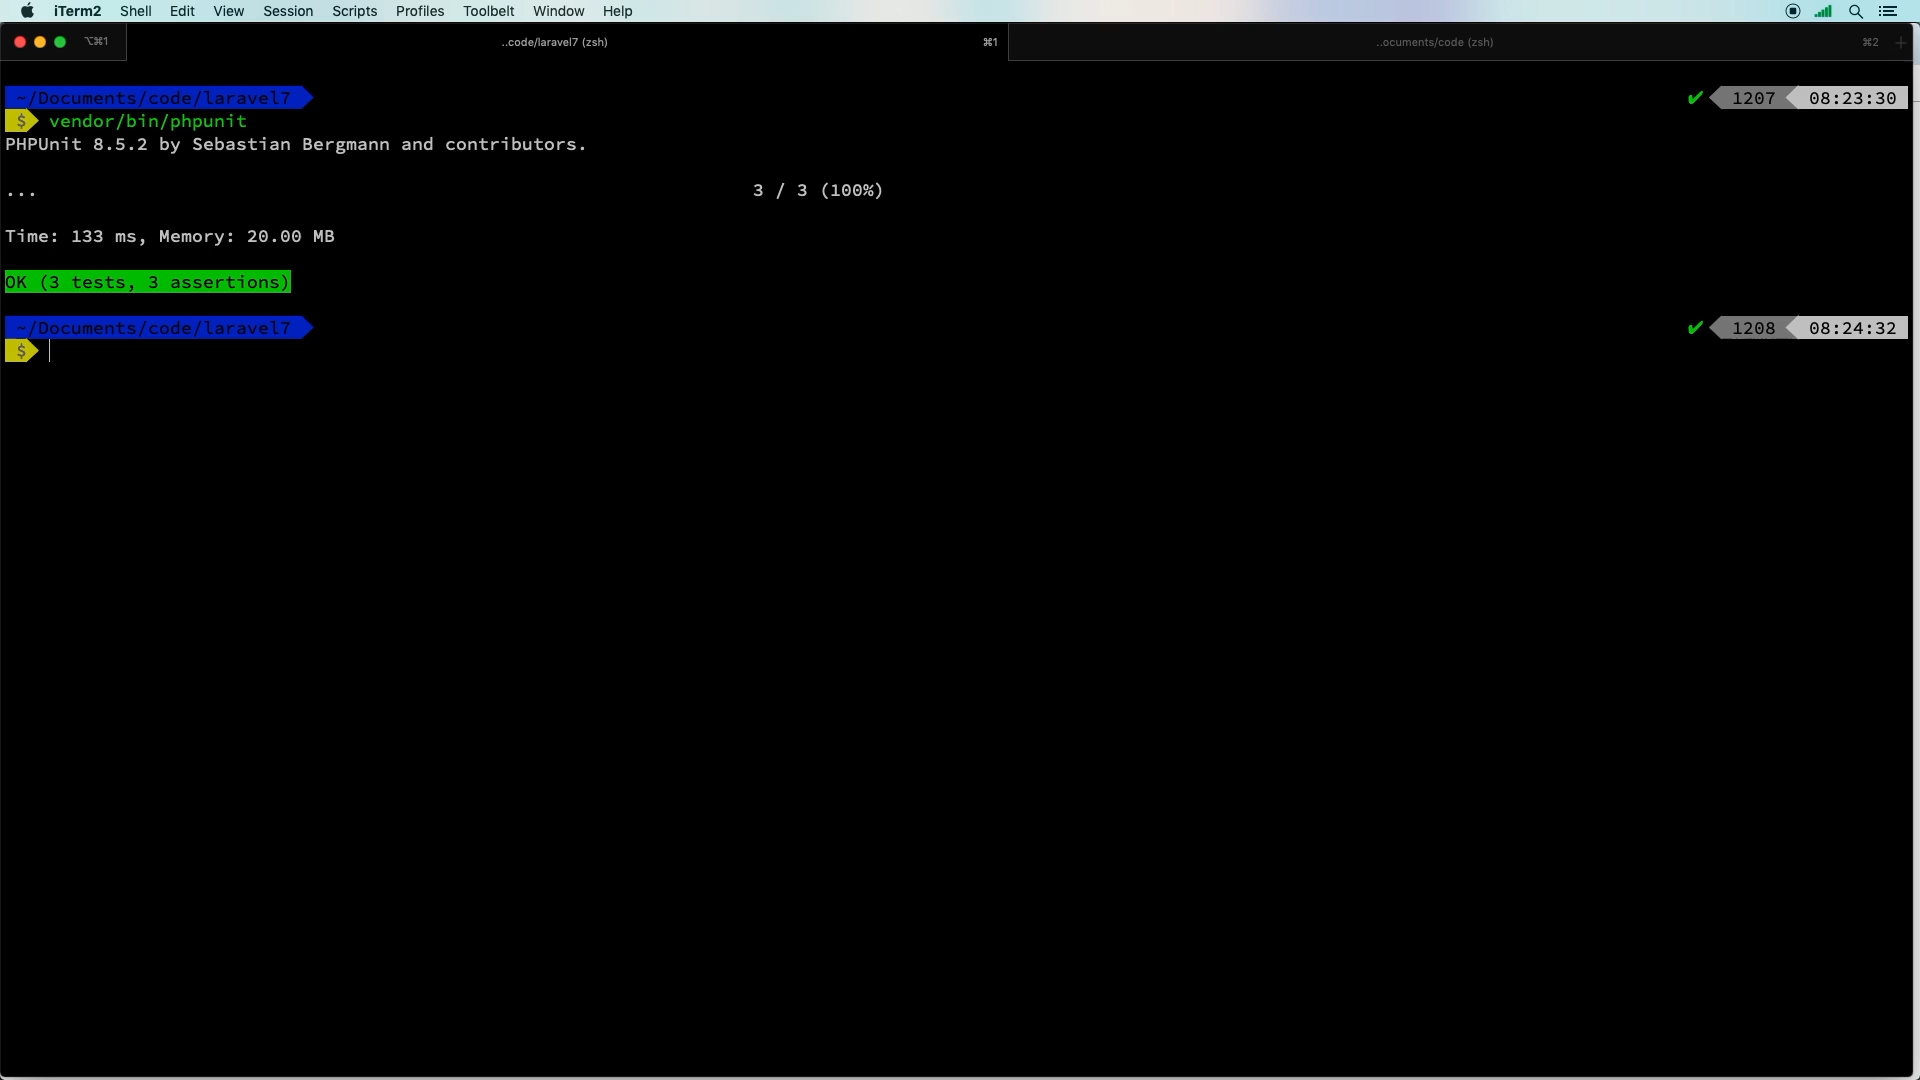 iTerm2 Shell Edit View Session Scripts Profiles Toolbelt Window Help
⌥⌘1 ..code/laravel7 (zsh) ⌘1 ..ocuments/code (zsh) ⌘2 +
~/Documents/code/laravel7 ✔ 1207 08:23:30
$ vendor/bin/phpunit
PHPUnit 8.5.2 by Sebastian Bergmann and contributors.
... 3 / 3 (100%)
Time: 133 ms, Memory: 20.00 MB
OK (3 tests, 3 assertions)
~/Documents/code/laravel7 ✔ 1208 08:24:32
$